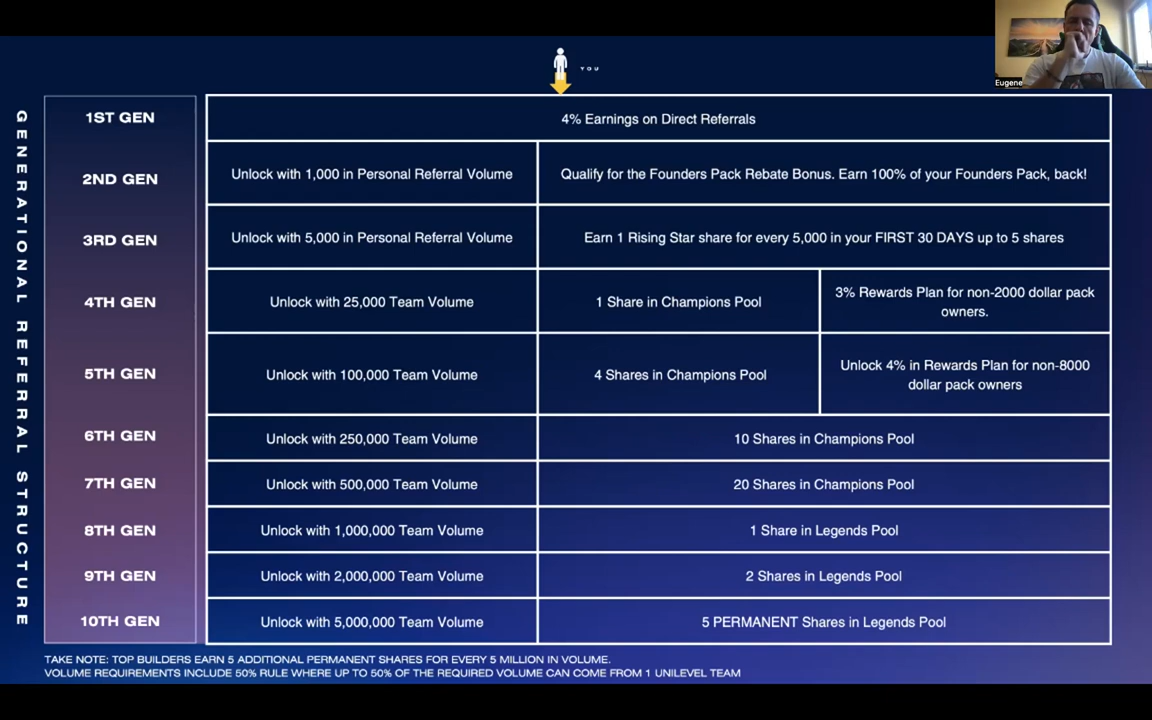 Eugene
YOU
GENERATIONAL REFERRAL STRUCTURE
1ST GEN
4% Earnings on Direct Referrals
2ND GEN
Unlock with 1,000 in Personal Referral Volume
Qualify for the Founders Pack Rebate Bonus. Earn 100% of your Founders Pack, back!
3RD GEN
Unlock with 5,000 in Personal Referral Volume
Earn 1 Rising Star share for every 5,000 in your FIRST 30 DAYS up to 5 shares
4TH GEN
Unlock with 25,000 Team Volume
1 Share in Champions Pool
3% Rewards Plan for non-2000 dollar pack
owners.
5TH GEN
Unlock with 100,000 Team Volume
4 Shares in Champions Pool
Unlock 4% in Rewards Plan for non-8000
dollar pack owners
6TH GEN
Unlock with 250,000 Team Volume
10 Shares in Champions Pool
7TH GEN
Unlock with 500,000 Team Volume
20 Shares in Champions Pool
8TH GEN
Unlock with 1,000,000 Team Volume
1 Share in Legends Pool
9TH GEN
Unlock with 2,000,000 Team Volume
2 Shares in Legends Pool
10TH GEN
Unlock with 5,000,000 Team Volume
5 PERMANENT Shares in Legends Pool
TAKE NOTE: TOP BUILDERS EARN 5 ADDITIONAL PERMANENT SHARES FOR EVERY 5 MILLION IN VOLUME.
VOLUME REQUIREMENTS INCLUDE 50% RULE WHERE UP TO 50% OF THE REQUIRED VOLUME CAN COME FROM 1 UNILEVEL TEAM